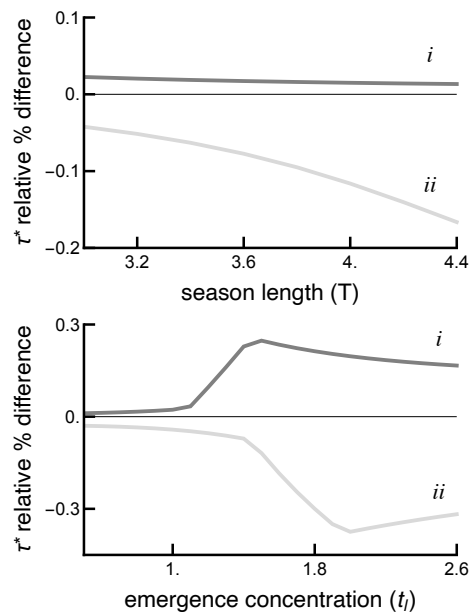 τ* relative % difference
0.1
0.
−0.1
−0.2
i
ii
3.2 3.6 4. 4.4
season length (T)
τ* relative % difference
0.3
0.
−0.3
i
ii
1. 1.8 2.6
emergence concentration (t_l)